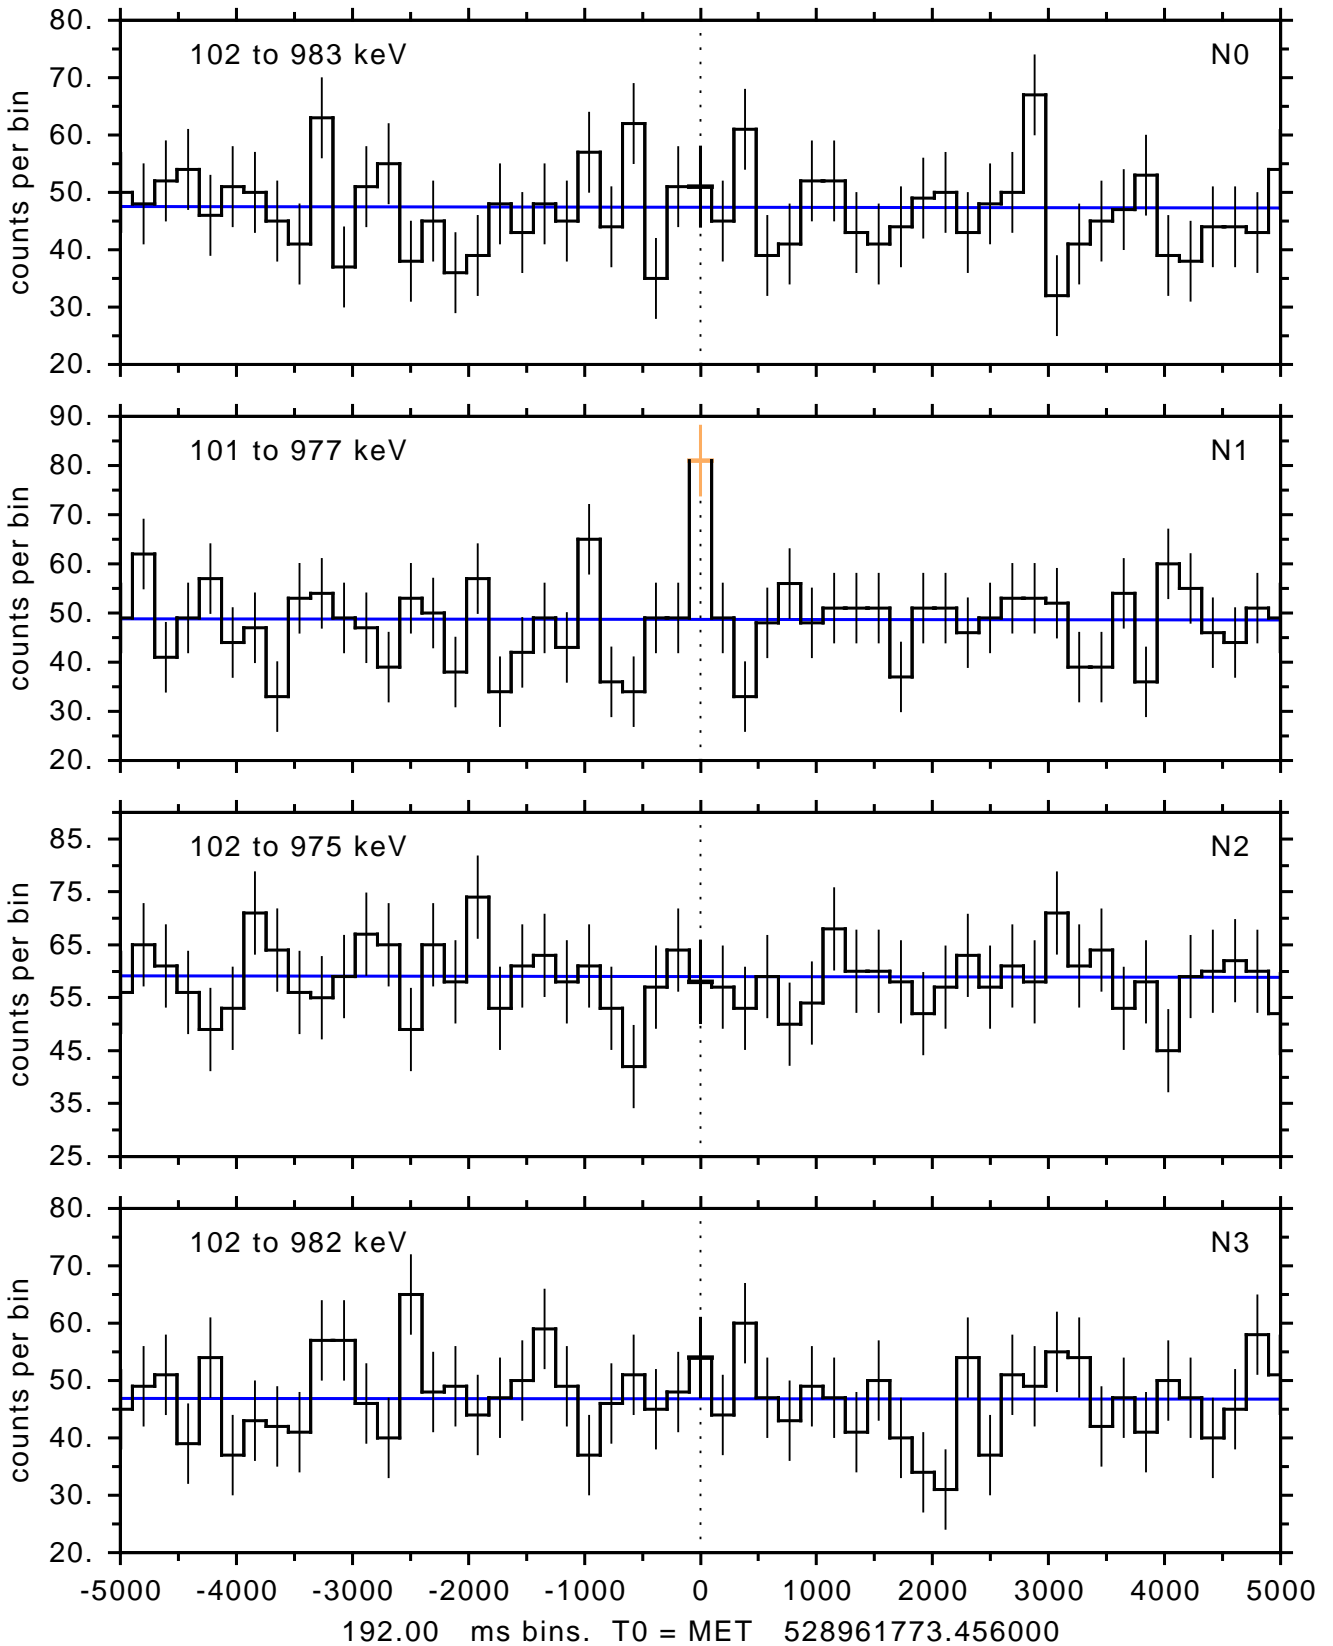 80.
102 to 983 keV N0
70.
60.
50.
40.
30.
20.
counts per bin
90.
101 to 977 keV N1
80.
70.
60.
50.
40.
30.
20.
counts per bin
102 to 975 keV N2
85.
75.
65.
55.
45.
35.
25.
counts per bin
80.
102 to 982 keV N3
70.
60.
50.
40.
30.
20.
counts per bin
-5000 -4000 -3000 -2000 -1000 0 1000 2000 3000 4000 5000
192.00 ms bins. T0 = MET 528961773.456000